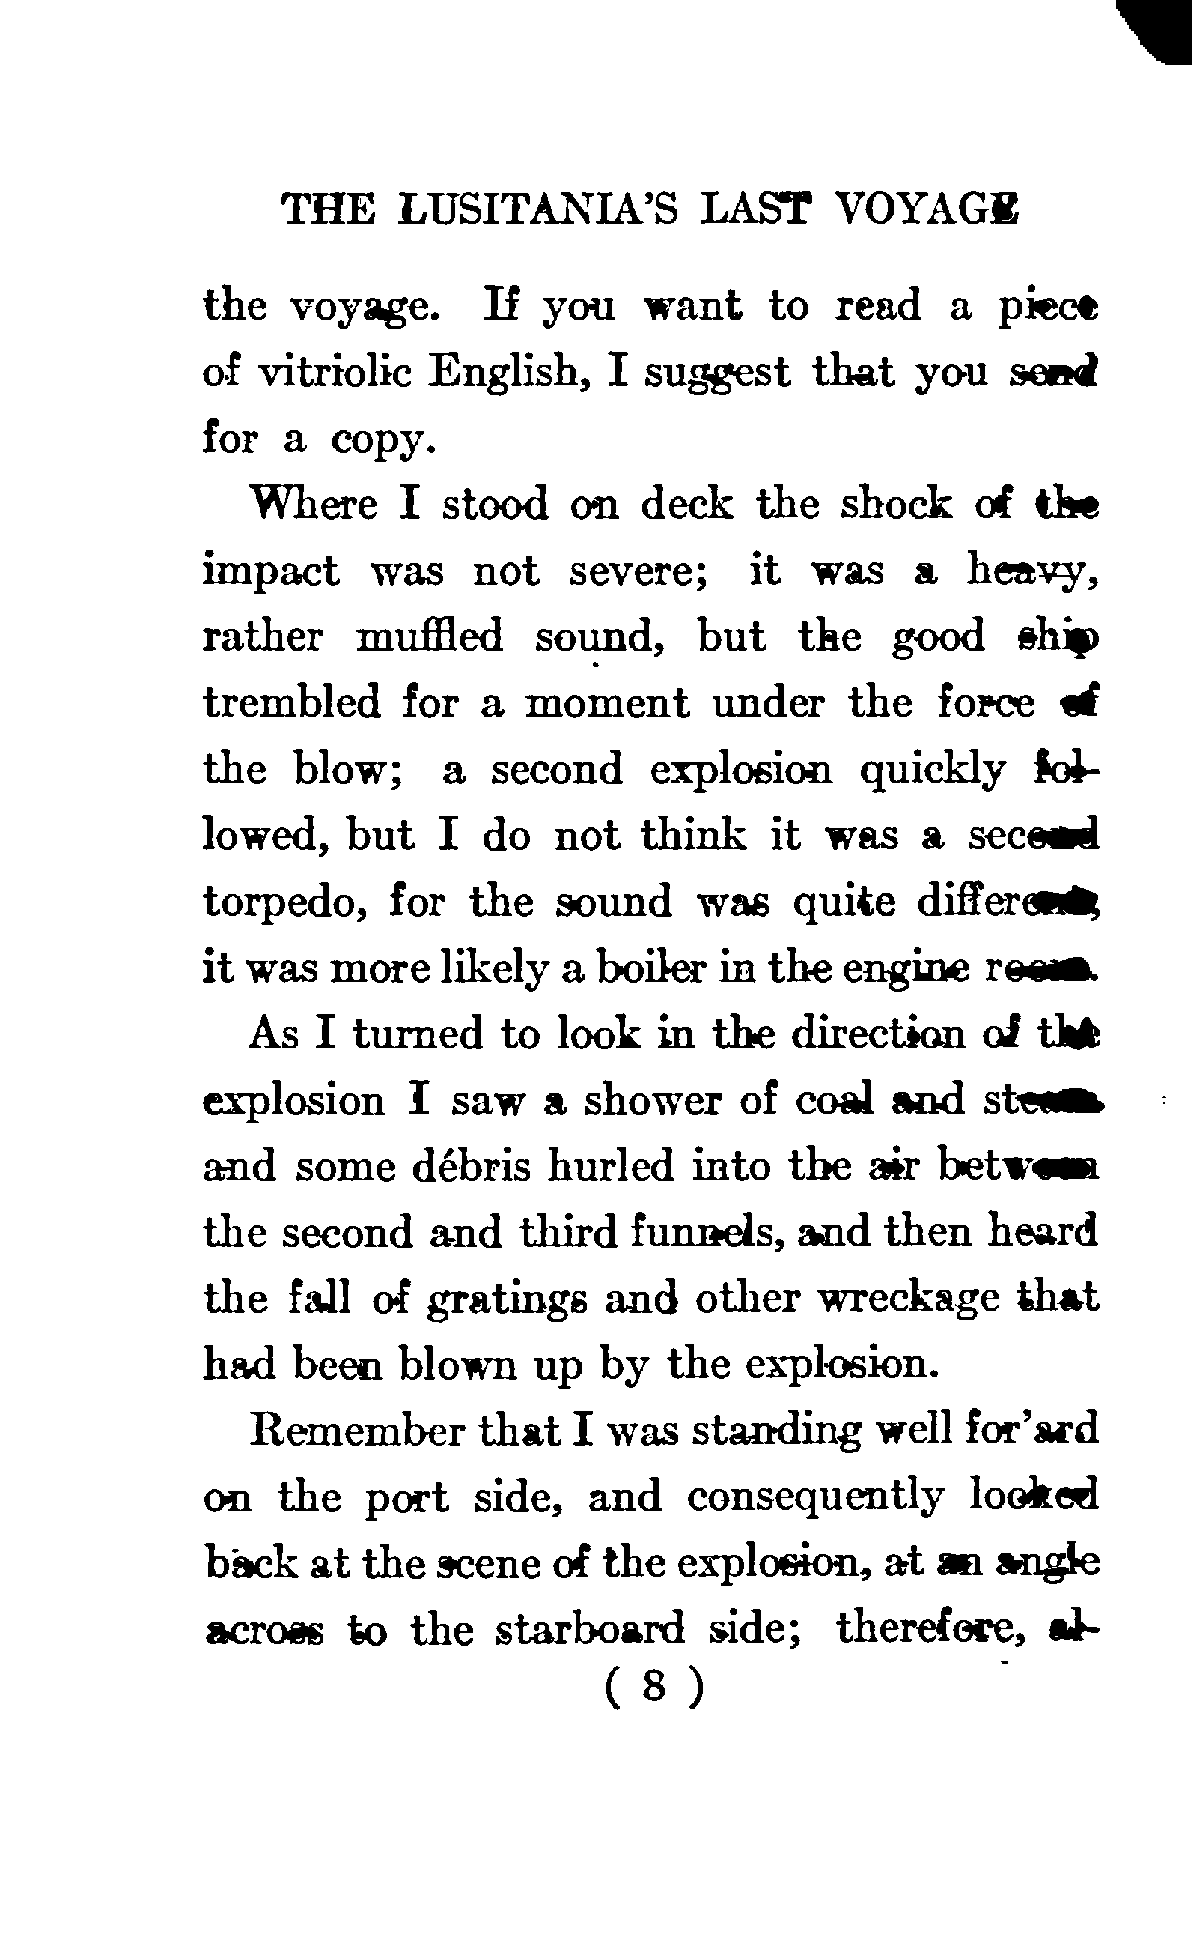 THE LUSITANIA'S LAST VOYAGE
the voyage. If you want to read a piece
of vitriolic English, I suggest that you send
for a copy.
Where I stood on deck the shock of the
impact was not severe; it was a heavy,
rather muffled sound, but the good ship
trembled for a moment under the force of
the blow; a second explosion quickly fol-
lowed, but I do not think it was a second
torpedo, for the sound was quite different;
it was more likely a boiler in the engine room.
As I turned to look in the direction of the
explosion I saw a shower of coal and steam
and some débris hurled into the air between
the second and third funnels, and then heard
the fall of gratings and other wreckage that
had been blown up by the explosion.
Remember that I was standing well for'ard
on the port side, and consequently looked
back at the scene of the explosion, at an angle
across to the starboard side; therefore, al-
( 8 )